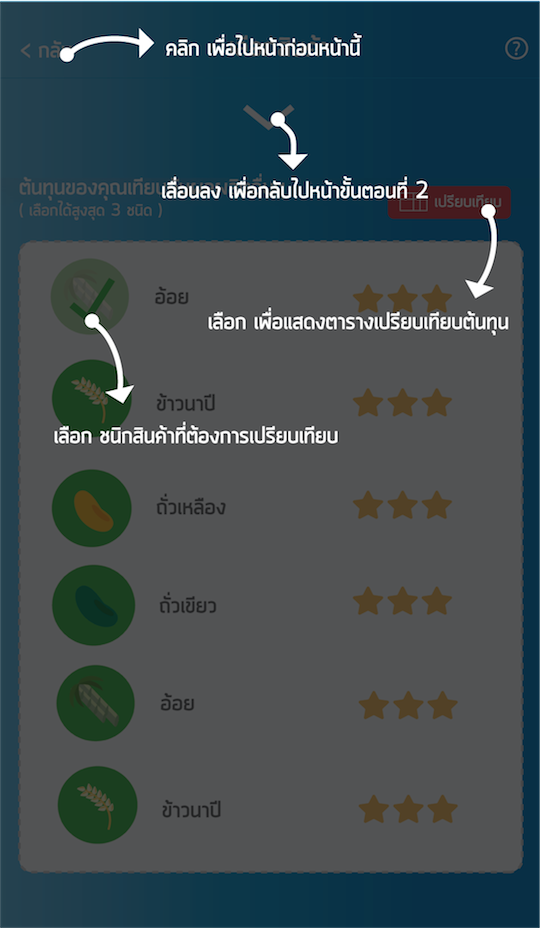 < กลั
คลิก เพื่อไปหน้าก่อนหน้านี้
?
ต้นทุนของคุณเทียบ
เลื่อนลง เพื่อกลับไปหน้าขั้นตอนที่ 2
( เลือกได้สูงสุด 3 ชนิด )
เปรียบเทียบ
อ้อย
เลือก เพื่อแสดงตารางเปรียบเทียบต้นทุน
ข้าวนาปี
เลือก ชนิกสินค้าที่ต้องการเปรียบเทียบ
ถั่วเหลือง
ถั่วเขียว
อ้อย
ข้าวนาปี